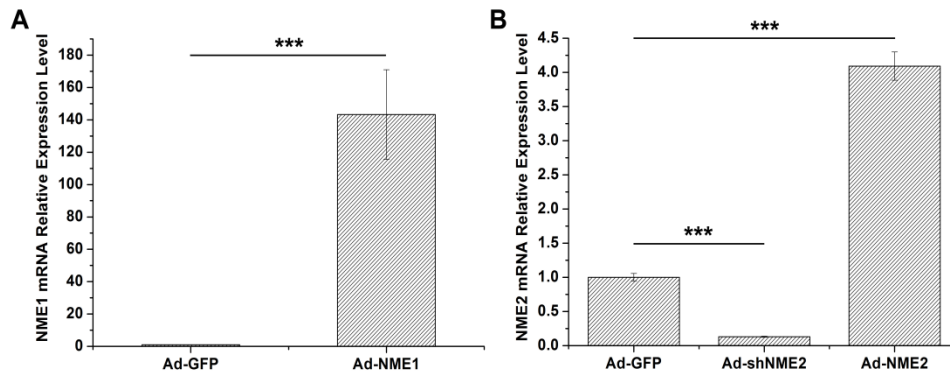 A
NME1 mRNA Relative Expression Level
180
160
140
120
100
80
60
40
20
0
***
Ad-GFP
Ad-NME1
B
NME2 mRNA Relative Expression Level
4.5
4.0
3.5
3.0
2.5
2.0
1.5
1.0
0.5
0.0
***
***
Ad-GFP
Ad-shNME2
Ad-NME2